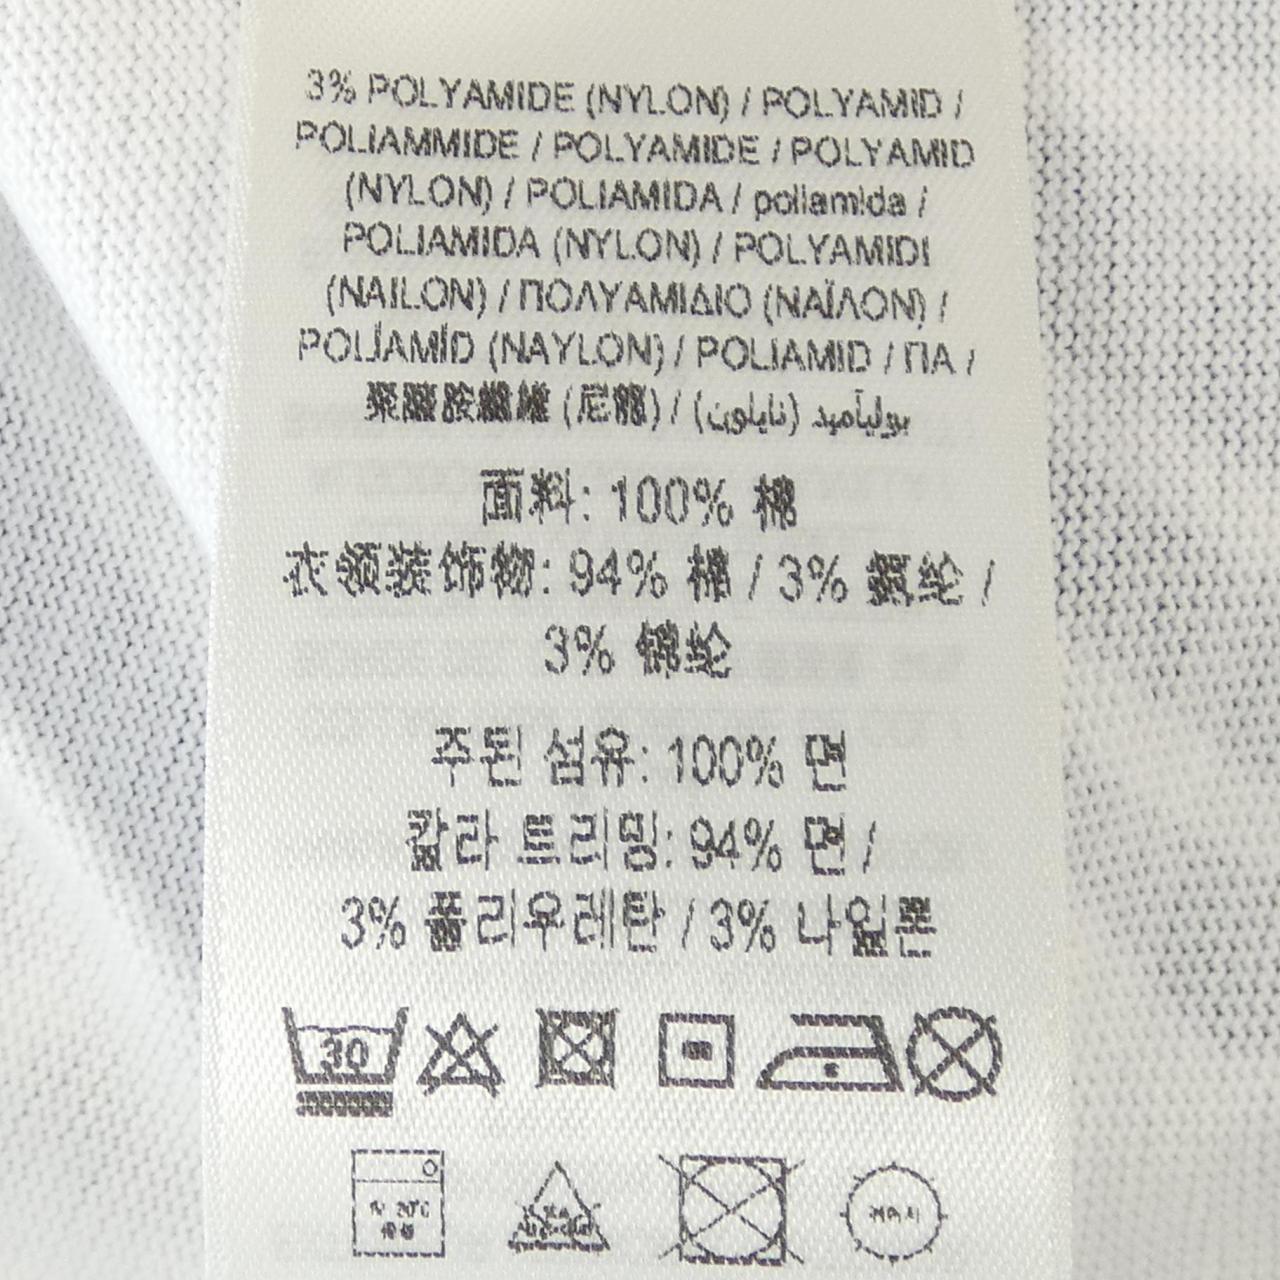 3% POLYAMIDE (NYLON) / POLYAMID /
POLIAMMIDE / POLYAMIDE / POLYAMID
(NYLON) / POLIAMIDA / poliamida /
POLIAMIDA (NYLON) / POLYAMIDI
(NAILON) / ΠΟΛΥΑΜΙΔΙΟ (ΝΑΪΛΟΝ) /
POLİAMİD (NAYLON) / POLIAMID / ПА /
聚醯胺纖維 (尼龍) / بوليآميد (نايلون)
面料: 100% 棉
衣领装饰物: 94% 棉 / 3% 氨纶 /
3% 锦纶
주된 섬유: 100% 면
칼라 트리밍: 94% 면 /
3% 폴리우레탄 / 3% 나일론
30